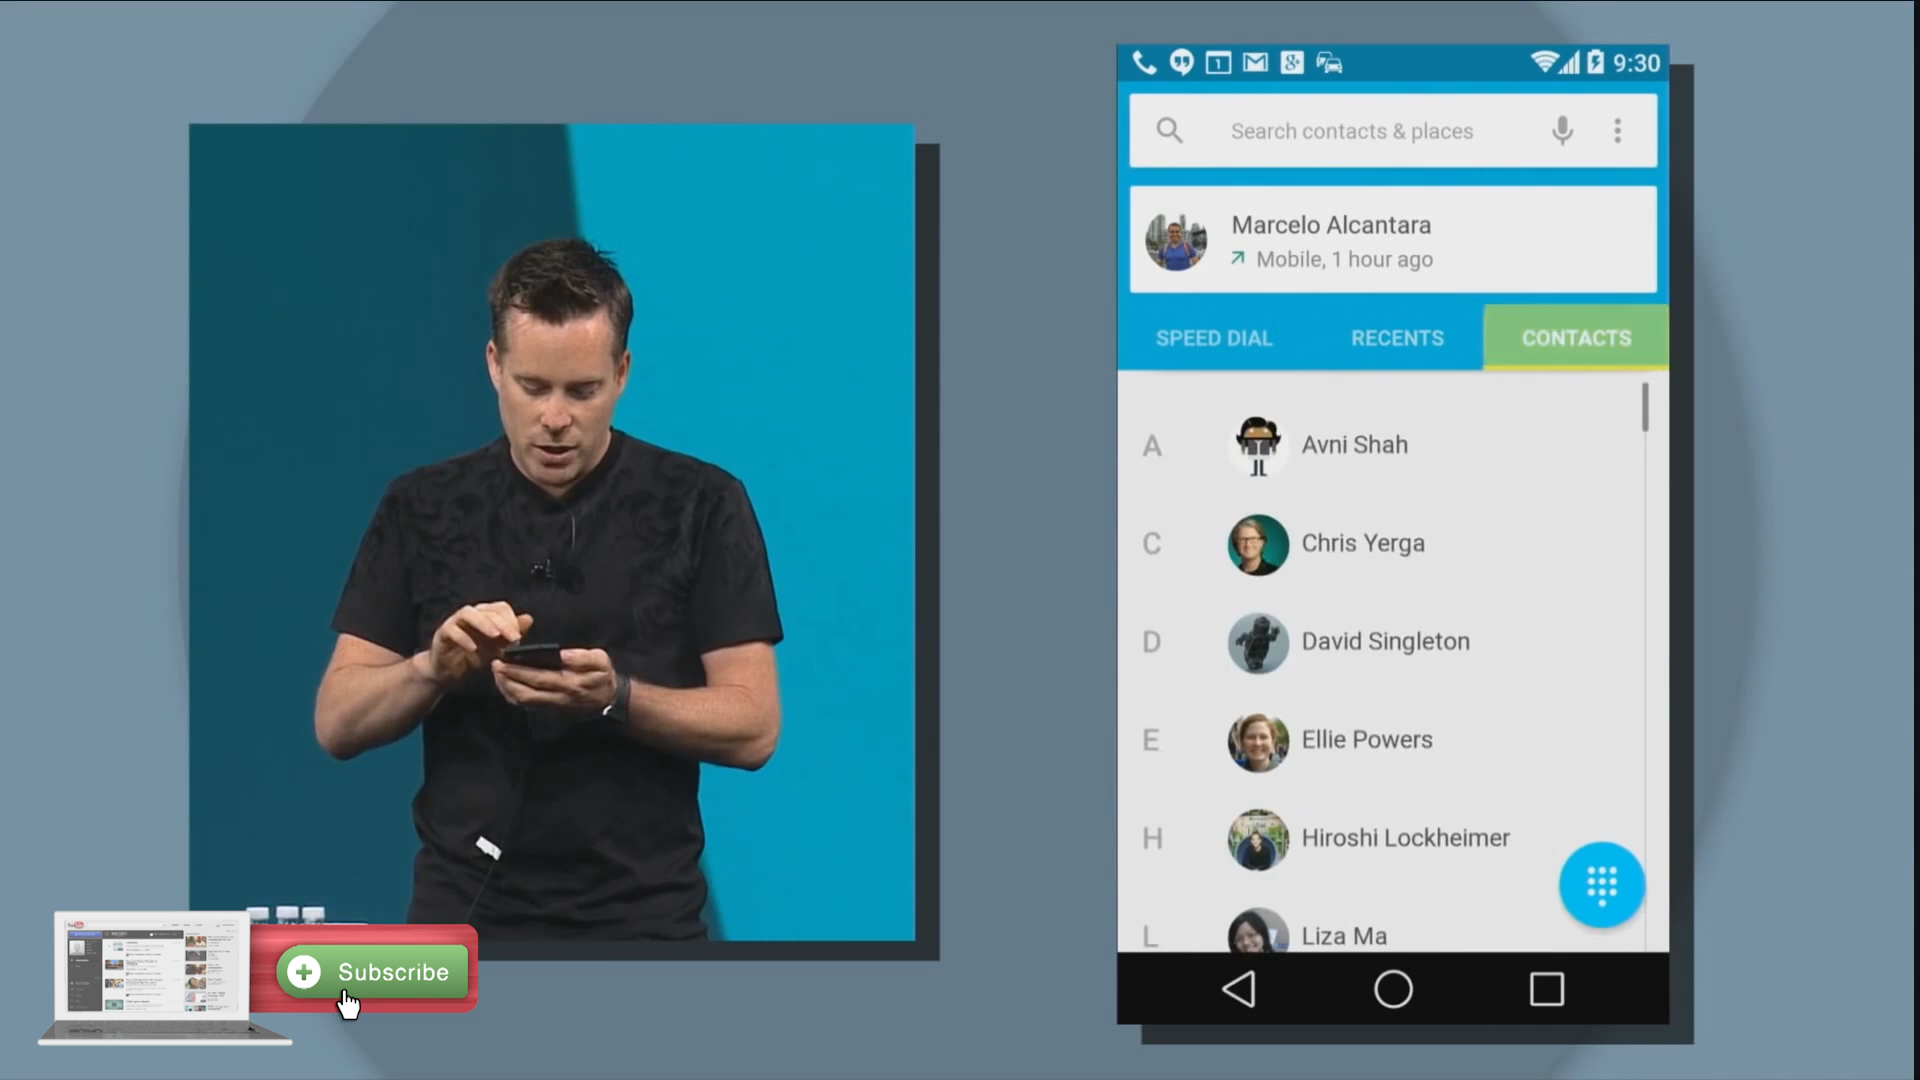 9:30
Search contacts & places
Marcelo Alcantara
Mobile, 1 hour ago
SPEED DIAL
RECENTS
CONTACTS
A
Avni Shah
C
Chris Yerga
D
David Singleton
E
Ellie Powers
H
Hiroshi Lockheimer
L
Liza Ma
Subscribe